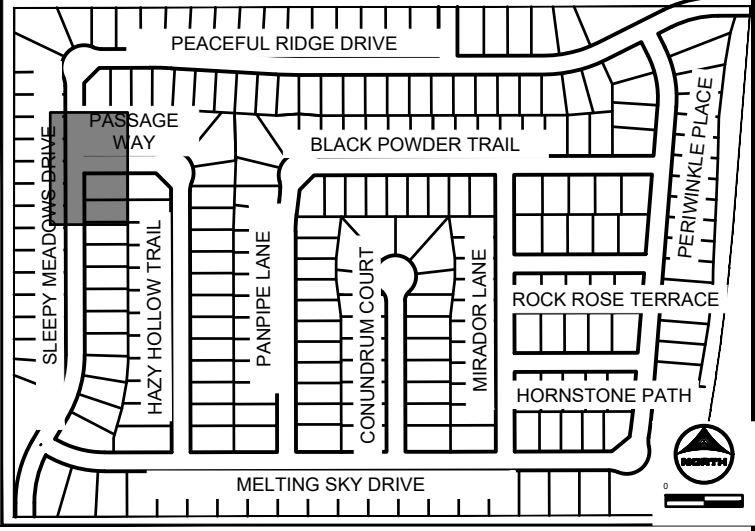 PEACEFUL RIDGE DRIVE
PASSAGE
WAY
BLACK POWDER TRAIL
SLEEPY MEADOWS DRIVE
PERIWINKLE PLACE
HAZY HOLLOW TRAIL
PANPIPE LANE
CONUNDRUM COURT
MIRADOR LANE
ROCK ROSE TERRACE
HORNSTONE PATH
MELTING SKY DRIVE
NORTH
0